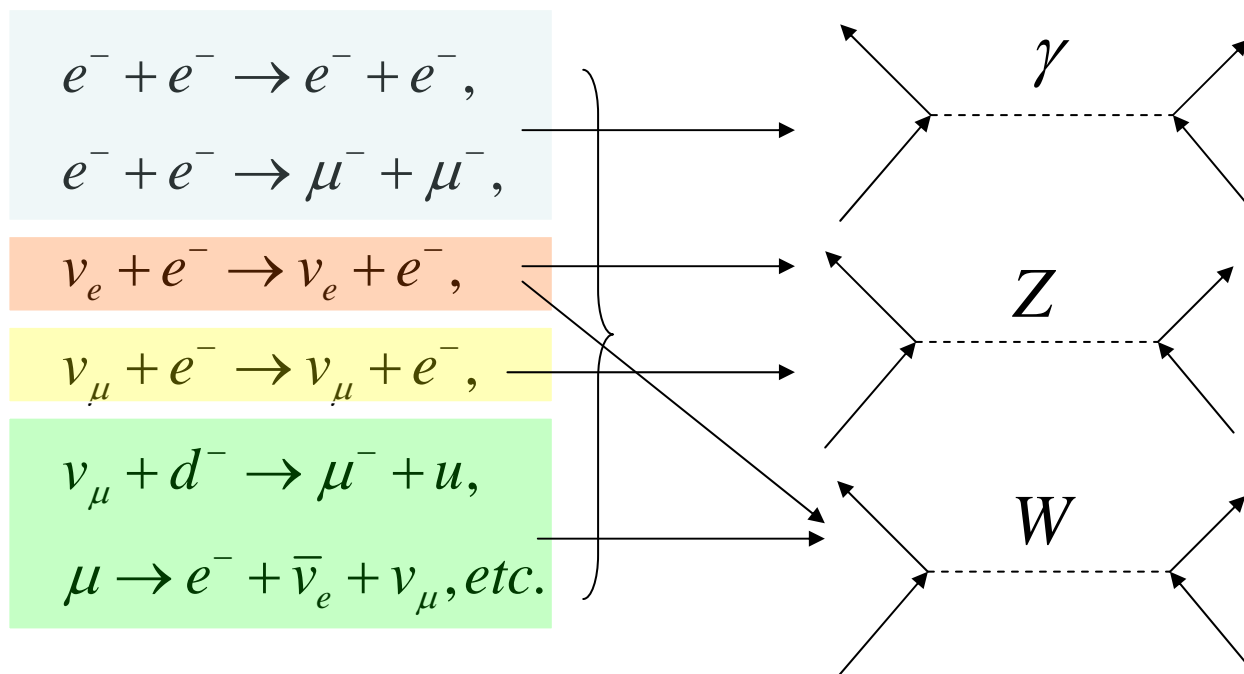 e⁻ + e⁻ → e⁻ + e⁻,
e⁻ + e⁻ → μ⁻ + μ⁻,
νₑ + e⁻ → νₑ + e⁻,
ν_μ + e⁻ → ν_μ + e⁻,
ν_μ + d⁻ → μ⁻ + u,
μ → e⁻ + ν̅ₑ + ν_μ, etc.
γ
Z
W